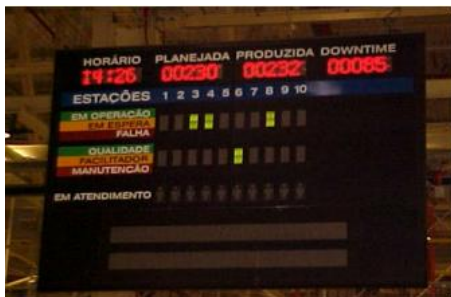 HORÁRIO PLANEJADA PRODUZIDA DOWNTIME
14:26 00230 00232 00085
ESTAÇÕES 1 2 3 4 5 6 7 8 9 10
EM OPERAÇÃO
EM ESPERA
FALHA
QUALIDADE
FACILITADOR
MANUTENÇÃO
EM ATENDIMENTO